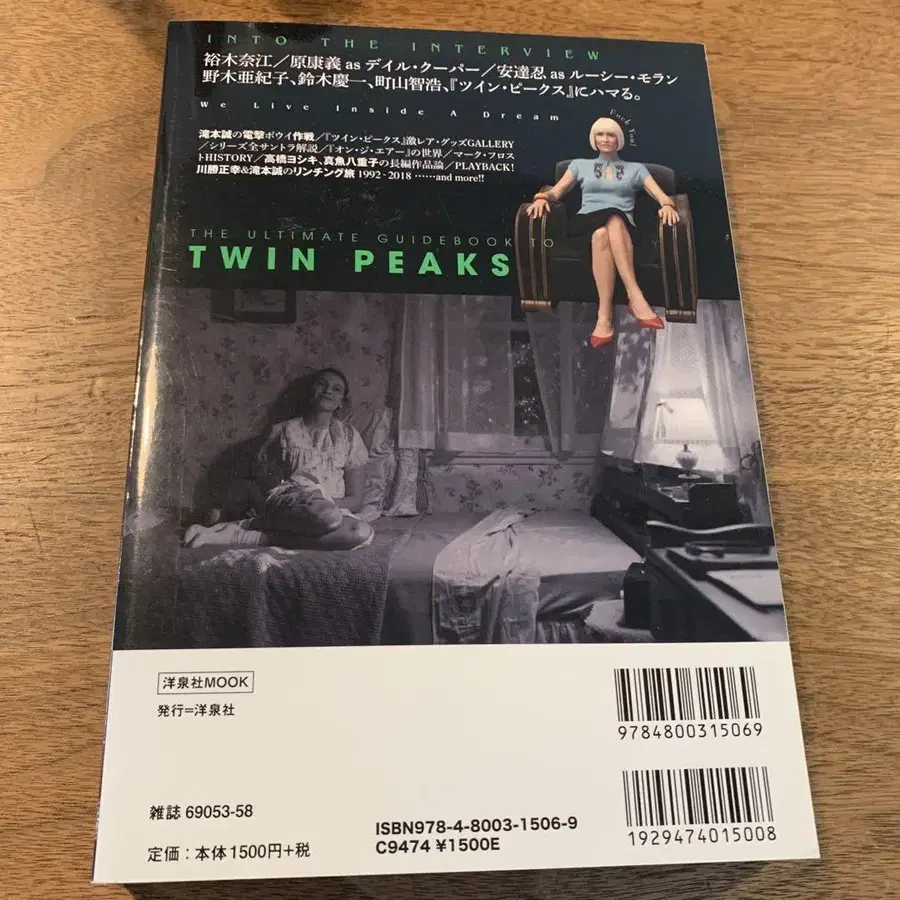 INTO THE INTERVIEW
裕木奈江／原康義 as デイル・クーパー／安達忍 as ルーシー・モラン
野木亜紀子、鈴木慶一、町山智浩、『ツイン・ピークス』にハマる。
We Live Inside A Dream
Fuck You!
滝本誠の電撃ボウイ作戦／『ツイン・ピークス』激レア・グッズGALLERY
／シリーズ全サントラ解説／『オン・ジ・エアー』の世界／マーク・フロス
トHISTORY／高橋ヨシキ、真魚八重子の長編作品論／PLAYBACK!
川勝正幸&滝本誠のリンチング旅 1992-2018 ……and more!!
THE ULTIMATE GUIDEBOOK TO
TWIN PEAKS
洋泉社MOOK
発行=洋泉社
9784800315069
雑誌 69053-58
定価：本体1500円+税
ISBN978-4-8003-1506-9
C9474 ¥1500E
1929474015008